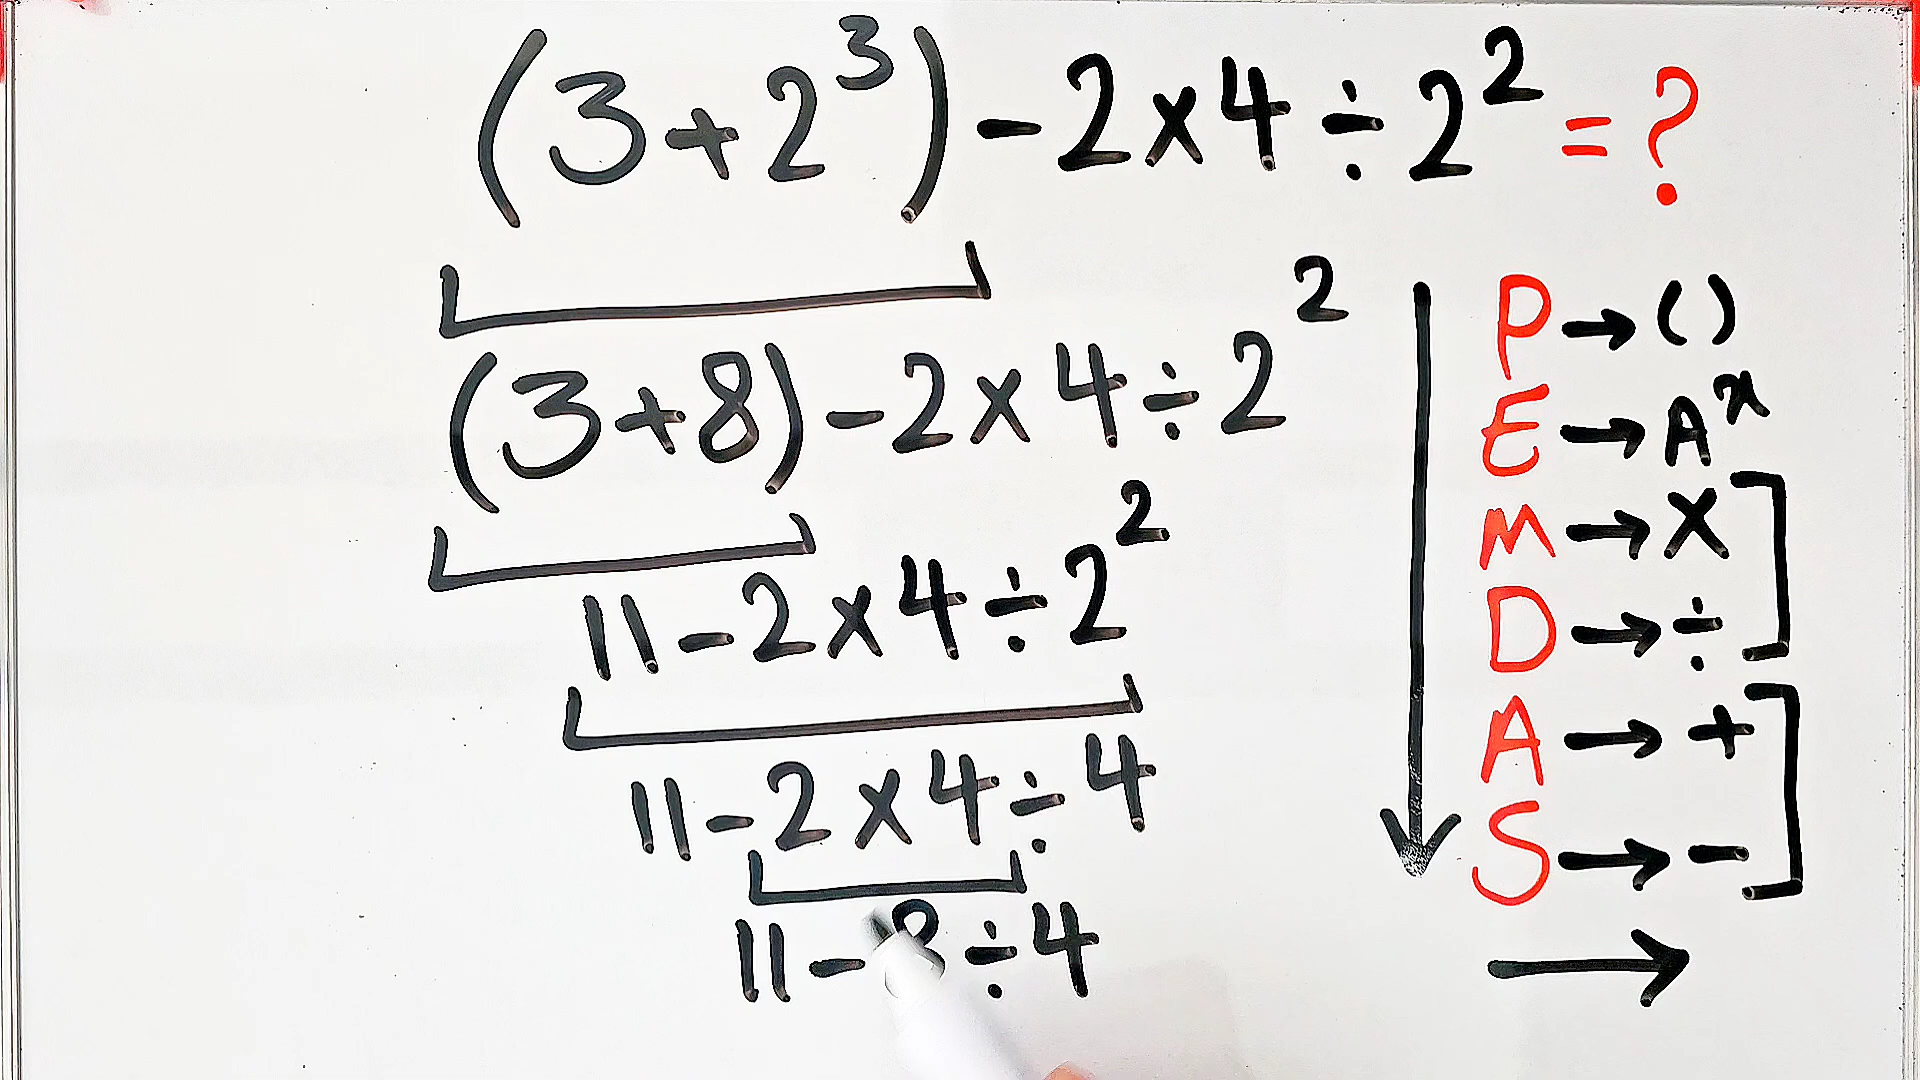 (3+2³)-2×4÷2²=?
(3+8)-2×4÷2²
11-2×4÷2²
11-2×4÷4
11-8÷4
P→()
E→Aˣ
M→×
D→÷
A→+
S→-